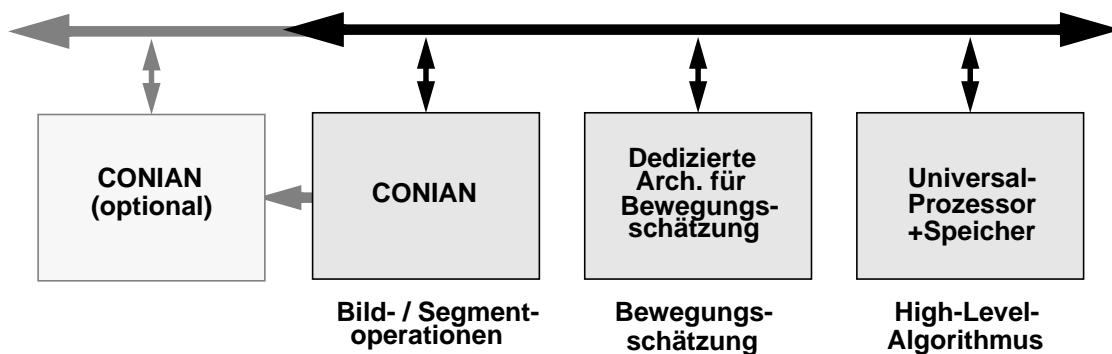 CONIAN
(optional)
CONIAN
Dedizierte
Arch. für
Bewegungs-
schätzung
Universal-
Prozessor
+Speicher
Bild- / Segment-
operationen
Bewegungs-
schätzung
High-Level-
Algorithmus